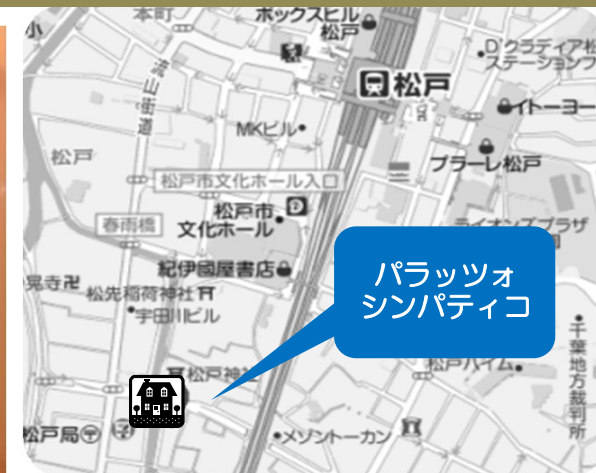 小
本町
ボックスヒル
松戸
D'クラディア松
ステーションフ
流山街道
松戸
イトーヨー
MKビル
プラーレ松戸
松戸
松戸市文化ホール入口
春雨橋
松戸市
文化ホール
ライオンズプラザ
紀伊國屋書店
パラッツォ
シンパティコ
松先稲荷神社
宇田川ビル
松戸神社
松戸ハイム
千葉地方裁判所
松戸局
メゾントーカン